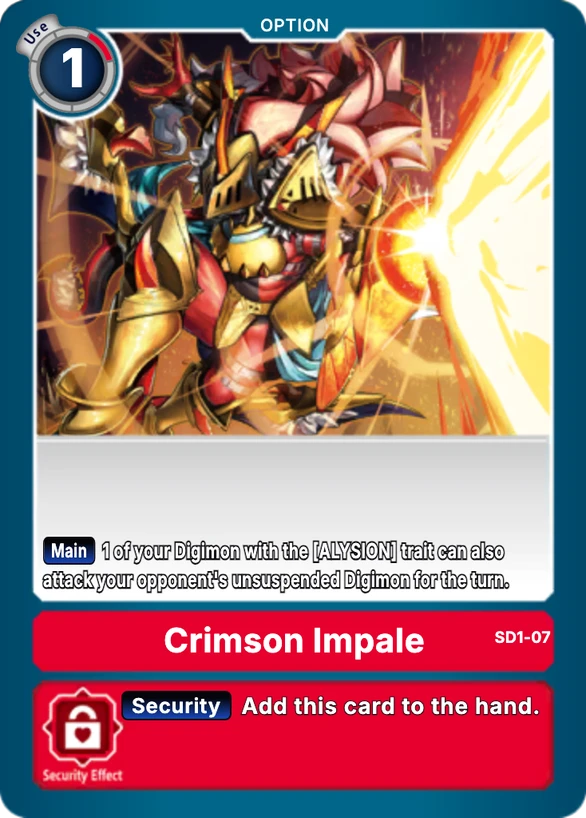 OPTION
Use
1
Main 1 of your Digimon with the [ALYSION] trait can also
attack your opponent's unsuspended Digimon for the turn.
Crimson Impale
SD1-07
Security Add this card to the hand.
Security Effect